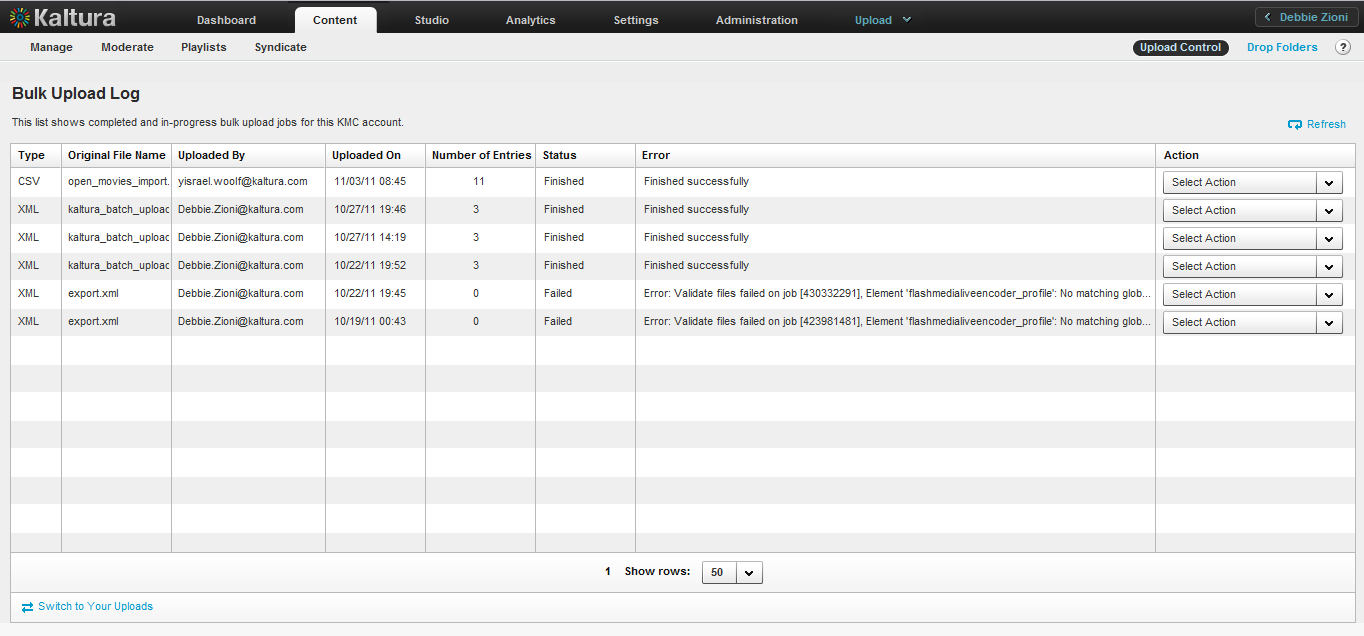 Kaltura Dashboard Content Studio Analytics Settings Administration Upload Debbie Zioni
Manage Moderate Playlists Syndicate Upload Control Drop Folders ?
Bulk Upload Log
This list shows completed and in-progress bulk upload jobs for this KMC account.
Refresh
Type Original File Name Uploaded By Uploaded On Number of Entries Status Error Action
CSV open_movies_import. yisrael.woolf@kaltura.com 11/03/11 08:45 11 Finished Finished successfully Select Action
XML kaltura_batch_upload Debbie.Zioni@kaltura.com 10/27/11 19:46 3 Finished Finished successfully Select Action
XML kaltura_batch_upload Debbie.Zioni@kaltura.com 10/27/11 14:19 3 Finished Finished successfully Select Action
XML kaltura_batch_upload Debbie.Zioni@kaltura.com 10/22/11 19:52 3 Finished Finished successfully Select Action
XML export.xml Debbie.Zioni@kaltura.com 10/22/11 19:45 0 Failed Error: Validate files failed on job [430332291], Element 'flashmedialiveencoder_profile': No matching glob... Select Action
XML export.xml Debbie.Zioni@kaltura.com 10/19/11 00:43 0 Failed Error: Validate files failed on job [423981481], Element 'flashmedialiveencoder_profile': No matching glob... Select Action
1 Show rows: 50
Switch to Your Uploads